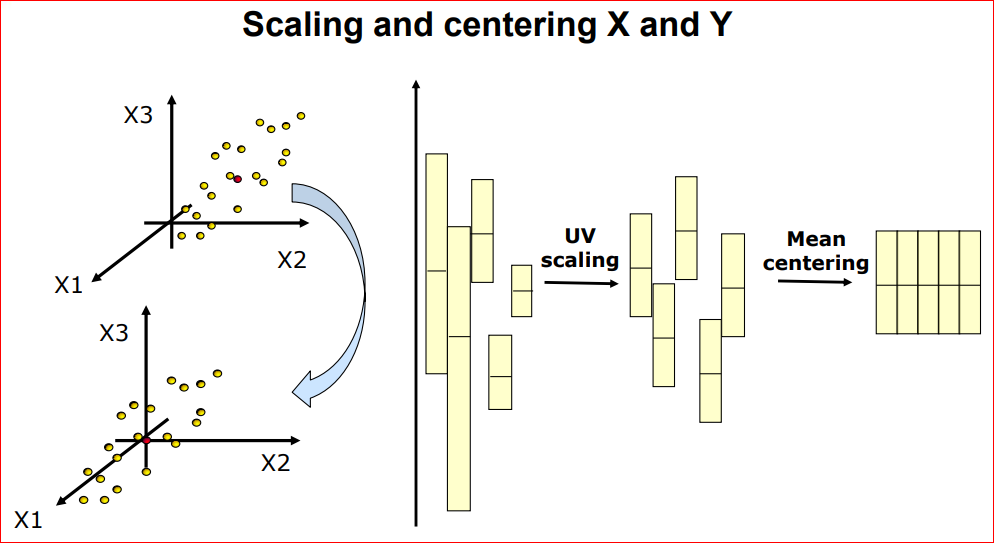 Scaling and centering X and Y
X3
X2
X1
X3
X2
X1
UV
scaling
Mean
centering